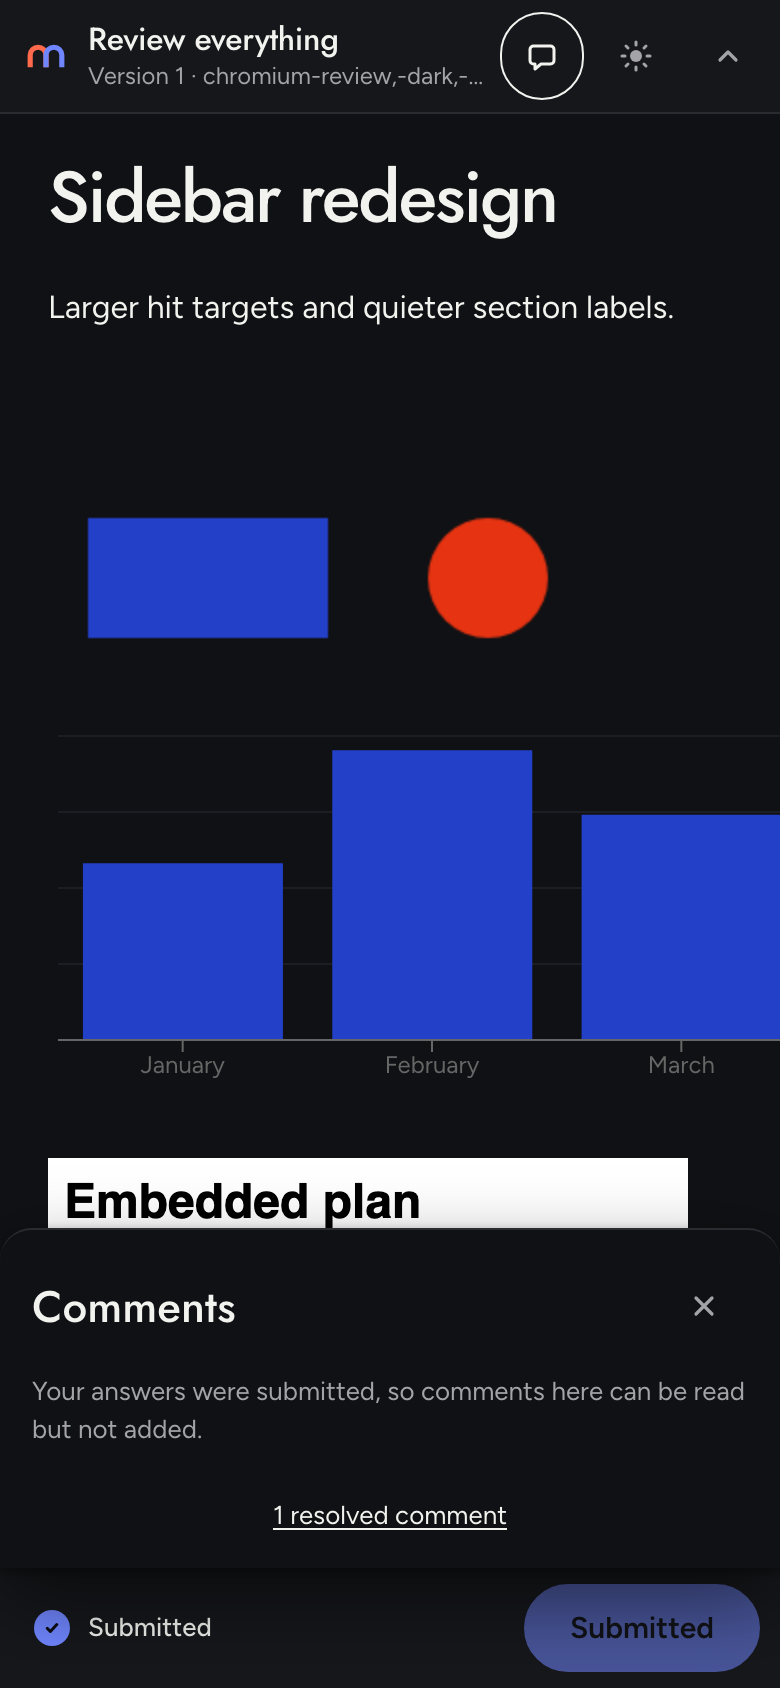 Review everything
Version 1 · chromium-review,-dark,-...
Sidebar redesign
Larger hit targets and quieter section labels.
January February March
Embedded plan
Comments
Your answers were submitted, so comments here can be read
but not added.
1 resolved comment
Submitted Submitted